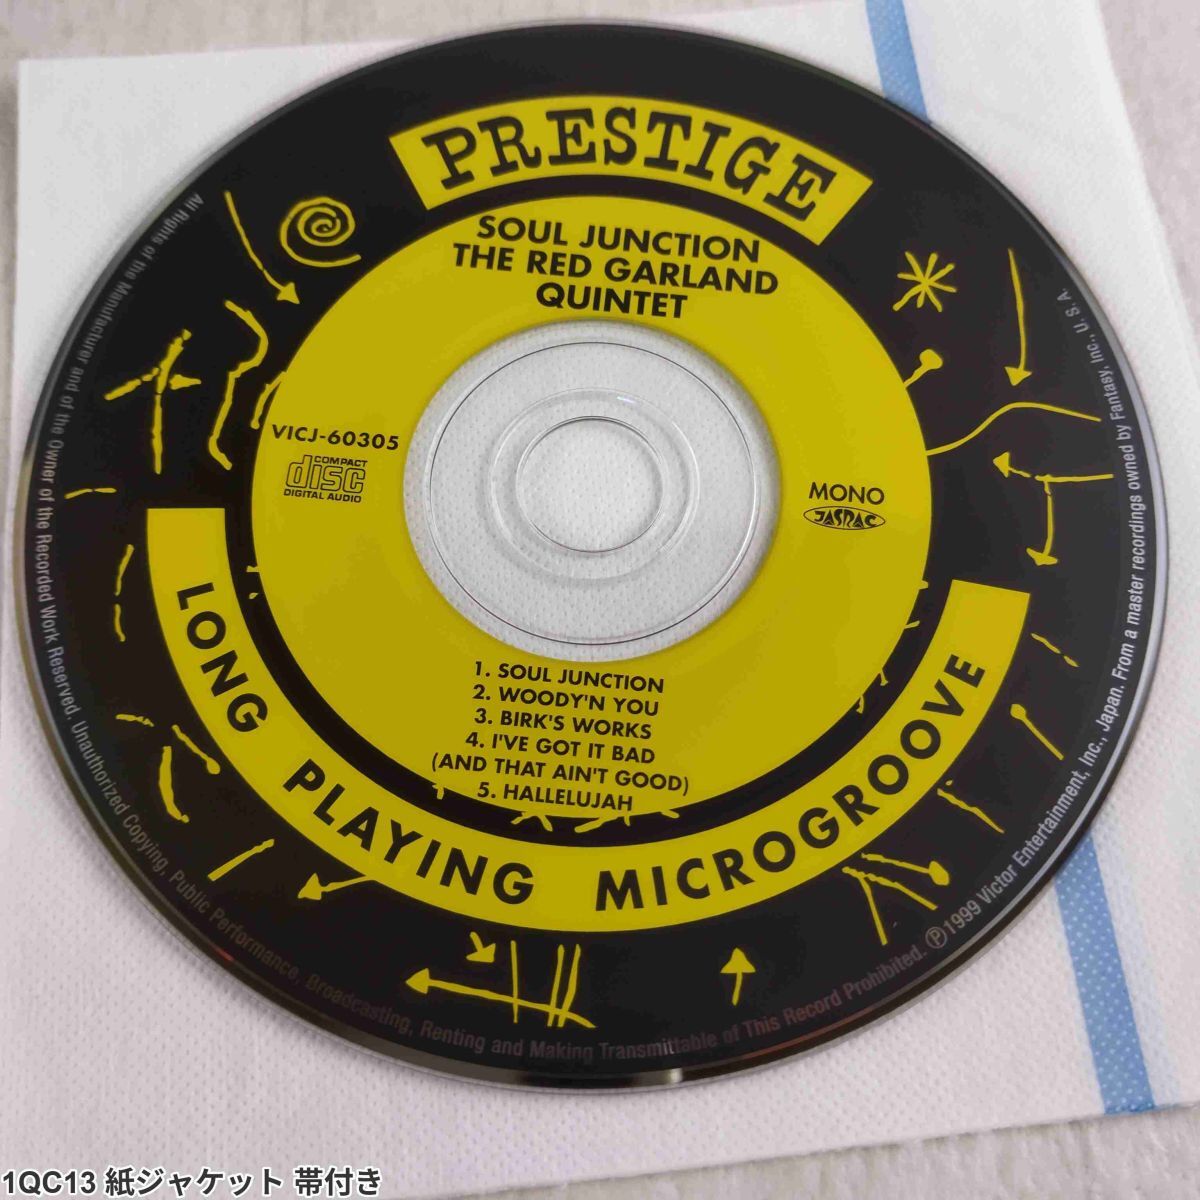 PRESTIGE
SOUL JUNCTION
THE RED GARLAND
QUINTET
VICJ-60305
COMPACT
disc
DIGITAL AUDIO
MONO
JASRAC
1. SOUL JUNCTION
2. WOODY'N YOU
3. BIRK'S WORKS
4. I'VE GOT IT BAD
(AND THAT AIN'T GOOD)
5. HALLELUJAH
LONG PLAYING MICROGROOVE
All Rights of the Manufacturer and of the Owner of the Recorded Work Reserved. Unauthorized Copying, Public Performance, Broadcasting, Renting and Making Transmittable of This Record Prohibited. Ⓟ1999 Victor Entertainment, Inc., Japan. From a master recordings owned by Fantasy, Inc., U.S.A.
1QC13 紙ジャケット 帯付き